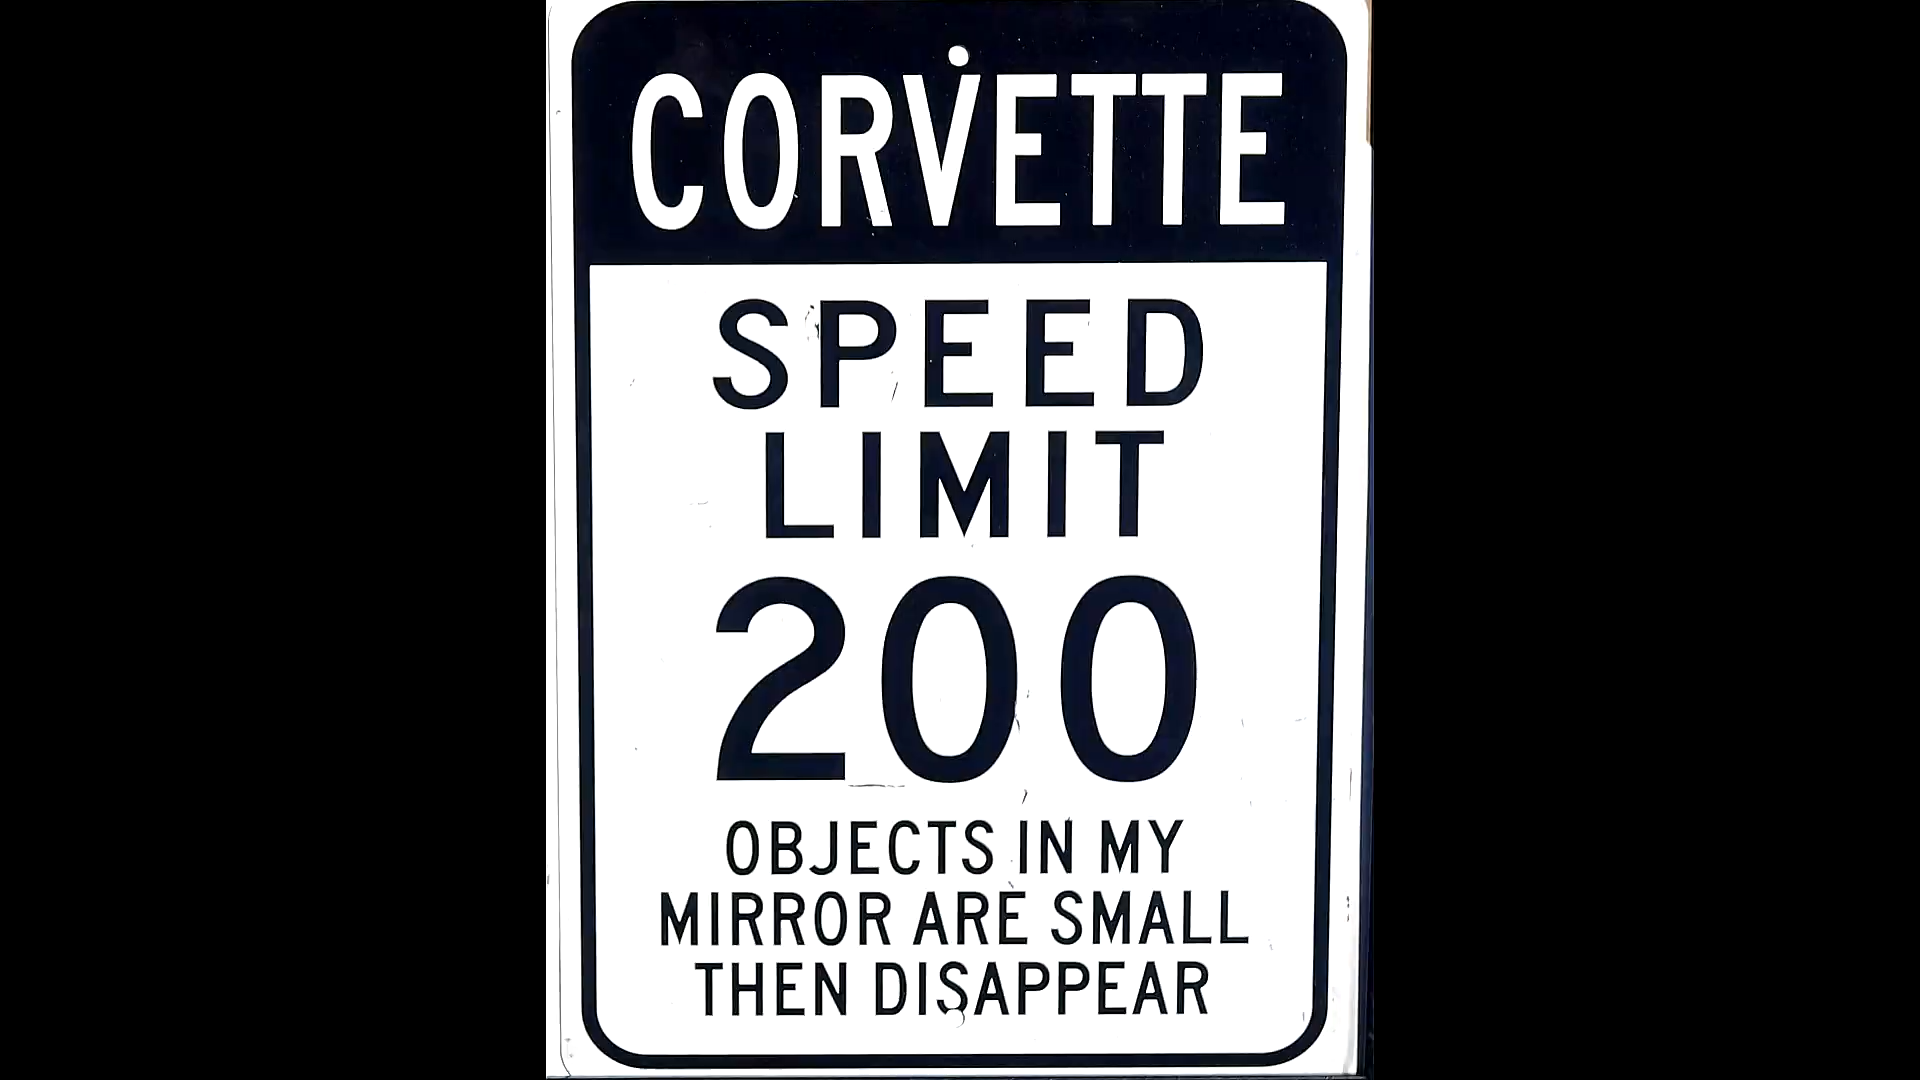 CORVETTE
SPEED
LIMIT
200
OBJECTS IN MY
MIRROR ARE SMALL
THEN DISAPPEAR